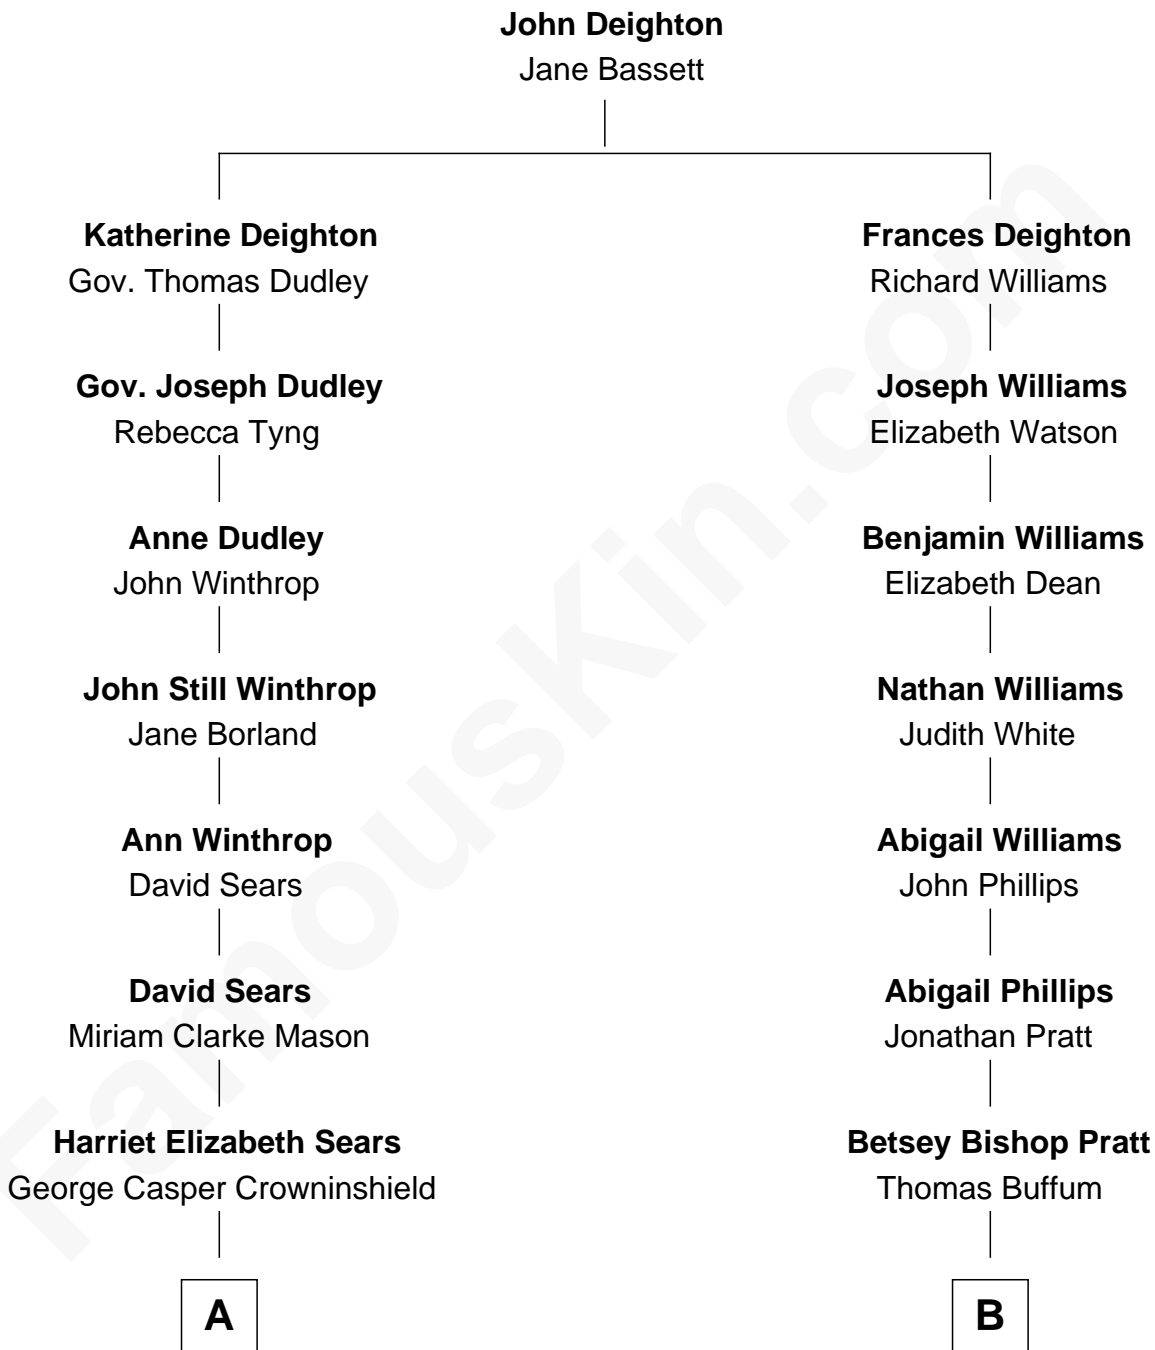 John Deighton
Jane Bassett
Katherine Deighton
Gov. Thomas Dudley
Frances Deighton
Richard Williams
Gov. Joseph Dudley
Rebecca Tyng
Joseph Williams
Elizabeth Watson
Anne Dudley
John Winthrop
Benjamin Williams
Elizabeth Dean
John Still Winthrop
Jane Borland
Nathan Williams
Judith White
Ann Winthrop
David Sears
Abigail Williams
John Phillips
David Sears
Miriam Clarke Mason
Abigail Phillips
Jonathan Pratt
Harriet Elizabeth Sears
George Casper Crowninshield
Betsey Bishop Pratt
Thomas Buffum
A
B
FamousKin.com